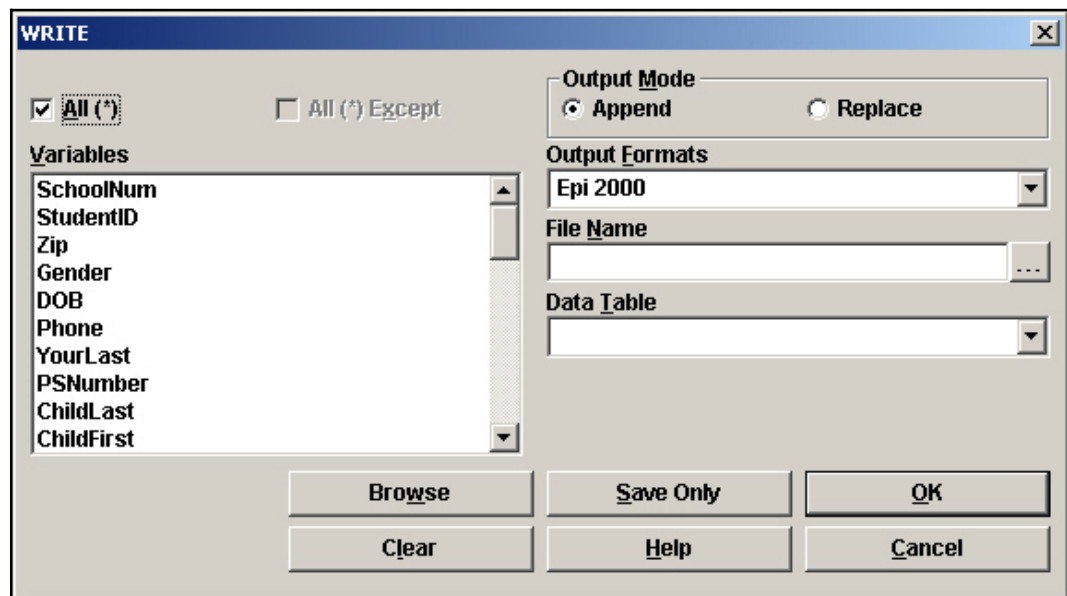 WRITE
All (*)
All (*) Except
Variables
SchoolNum
StudentID
Zip
Gender
DOB
Phone
YourLast
PSNumber
ChildLast
ChildFirst
Output Mode
Append
Replace
Output Formats
Epi 2000
File Name
...
Data Table
Browse
Save Only
OK
Clear
Help
Cancel